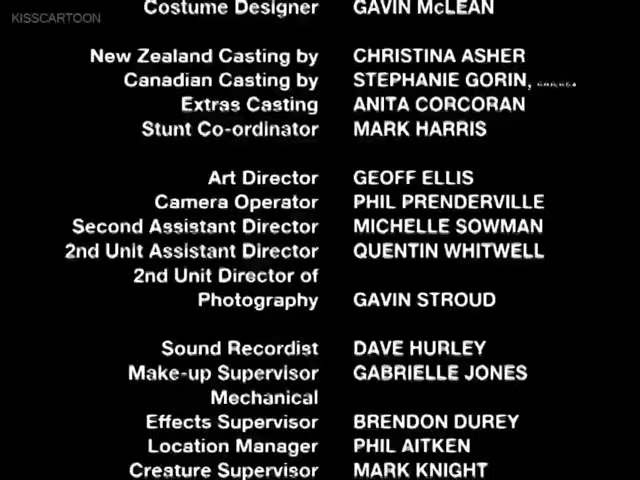 KISSCARTOON
Costume Designer GAVIN McLEAN
New Zealand Casting by CHRISTINA ASHER
Canadian Casting by STEPHANIE GORIN,
Extras Casting ANITA CORCORAN
Stunt Co-ordinator MARK HARRIS
Art Director GEOFF ELLIS
Camera Operator PHIL PRENDERVILLE
Second Assistant Director MICHELLE SOWMAN
2nd Unit Assistant Director QUENTIN WHITWELL
2nd Unit Director of
Photography GAVIN STROUD
Sound Recordist DAVE HURLEY
Make-up Supervisor GABRIELLE JONES
Mechanical
Effects Supervisor BRENDON DUREY
Location Manager PHIL AITKEN
Creature Supervisor MARK KNIGHT